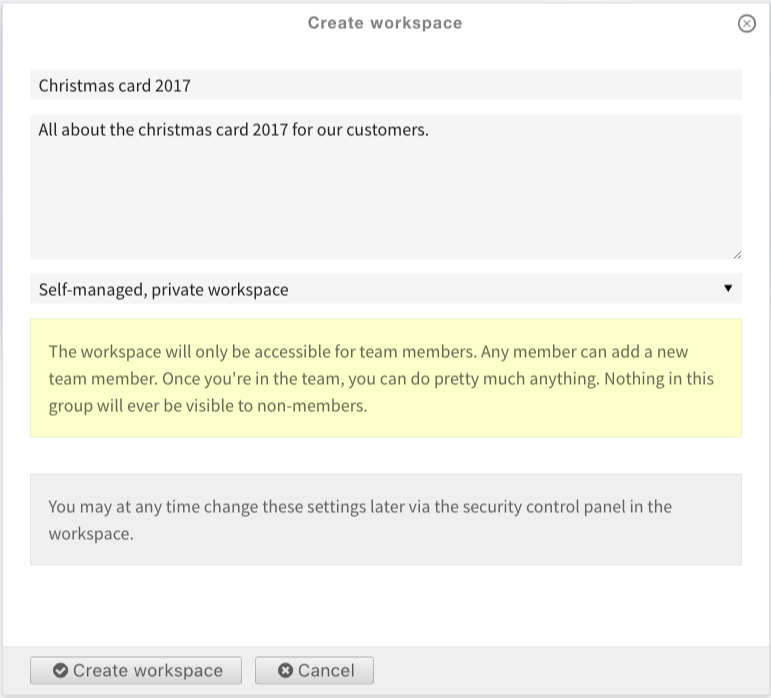 Create workspace
Christmas card 2017
All about the christmas card 2017 for our customers.
Self-managed, private workspace
The workspace will only be accessible for team members. Any member can add a new
team member. Once you're in the team, you can do pretty much anything. Nothing in this
group will ever be visible to non-members.
You may at any time change these settings later via the security control panel in the
workspace.
Create workspace
Cancel